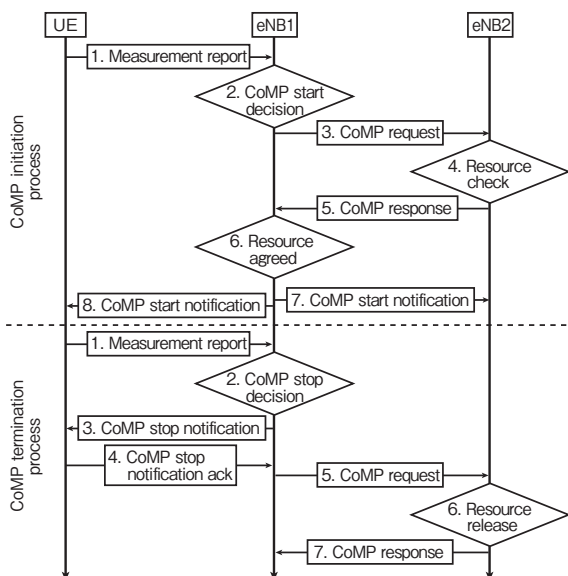 UE
eNB1
eNB2
1. Measurement report
2. CoMP start
decision
3. CoMP request
4. Resource
check
5. CoMP response
6. Resource
agreed
7. CoMP start notification
8. CoMP start notification
CoMP initiation
process
1. Measurement report
2. CoMP stop
decision
3. CoMP stop notification
4. CoMP stop
notification ack
5. CoMP request
6. Resource
release
7. CoMP response
CoMP termination
process